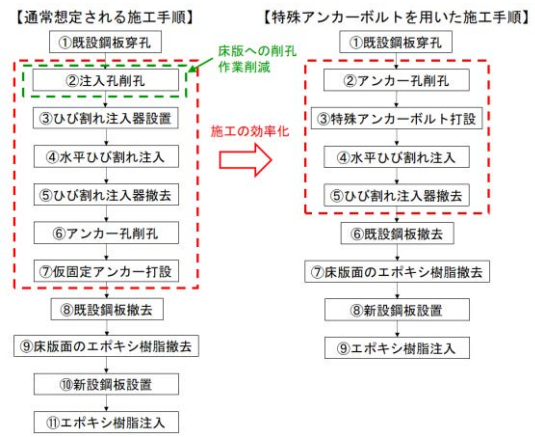 【通常想定される施工手順】
①既設鋼板穿孔
②注入孔削孔
③ひび割れ注入器設置
④水平ひび割れ注入
⑤ひび割れ注入器撤去
⑥アンカー孔削孔
⑦仮固定アンカー打設
⑧既設鋼板撤去
⑨床版面のエポキシ樹脂撤去
⑩新設鋼板設置
⑪エポキシ樹脂注入
床版への削孔
作業削減
施工の効率化
【特殊アンカーボルトを用いた施工手順】
①既設鋼板穿孔
②アンカー孔削孔
③特殊アンカーボルト打設
④水平ひび割れ注入
⑤ひび割れ注入器撤去
⑥既設鋼板撤去
⑦床版面のエポキシ樹脂撤去
⑧新設鋼板設置
⑨エポキシ樹脂注入